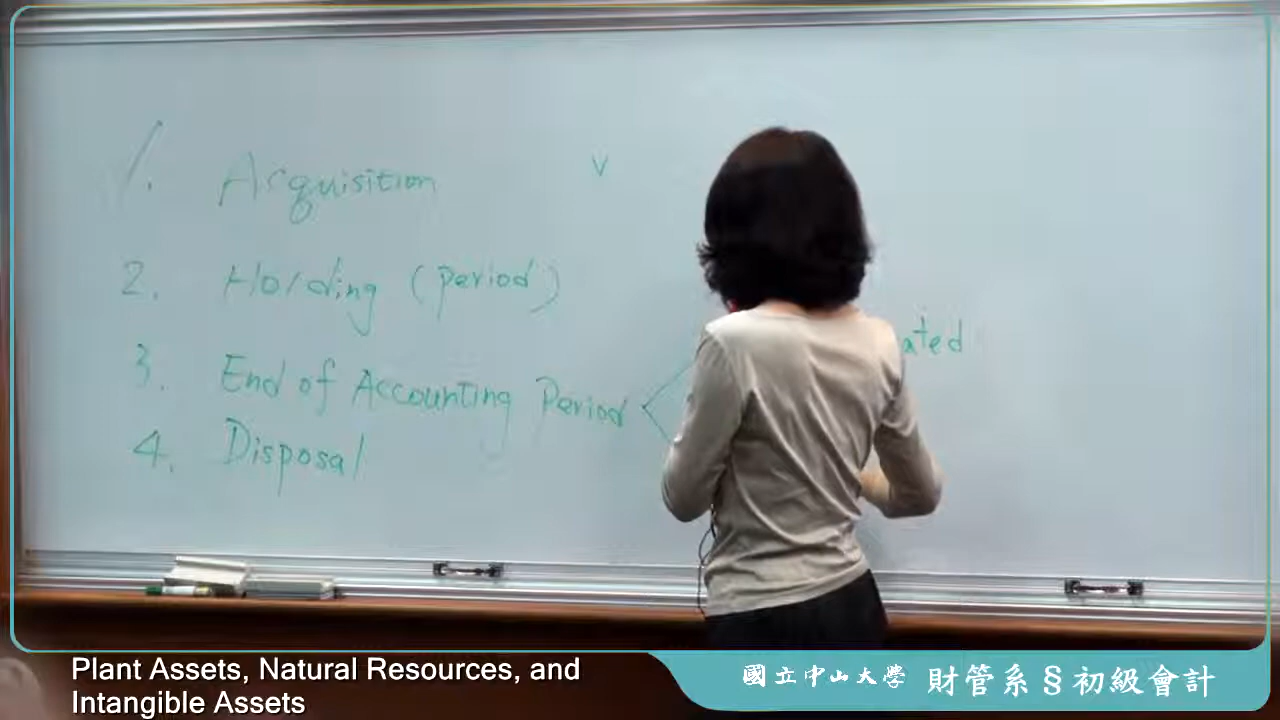 1. Acquisition v
2. Holding (period)
ated
3. End of Accounting Period
4. Disposal
Plant Assets, Natural Resources, and
Intangible Assets
國立中山大學 財管系§初級會計